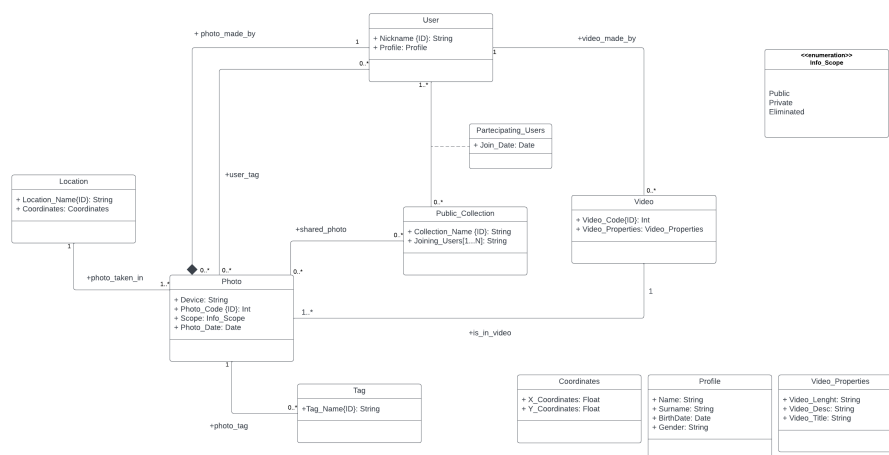 User
+ Nickname {ID}: String
+ Profile: Profile
+ photo_made_by
1
0..*
1..*
1
+video_made_by
<<enumeration>>
Info_Scope
Public
Private
Eliminated
Partecipating_Users
+ Join_Date: Date
+user_tag
Location
+ Location_Name{ID}: String
+ Coordinates: Coordinates
1
0..*
Public_Collection
+ Collection_Name {ID}: String
+ Joining_Users[1...N]: String
0..*
Video
+ Video_Code{ID}: Int
+ Video_Properties: Video_Properties
+shared_photo
0..*
+photo_taken_in
1..*
0..*
0..*
0..*
Photo
+ Device: String
+ Photo_Code {ID}: Int
+ Scope: Info_Scope
+ Photo_Date: Date
1
1..*
1
+is_in_video
Tag
+Tag_Name{ID}: String
0..*
+photo_tag
Coordinates
+ X_Coordinates: Float
+ Y_Coordinates: Float
Profile
+ Name: String
+ Surname: String
+ BirthDate: Date
+ Gender: String
Video_Properties
+ Video_Lenght: String
+ Video_Desc: String
+ Video_Title: String